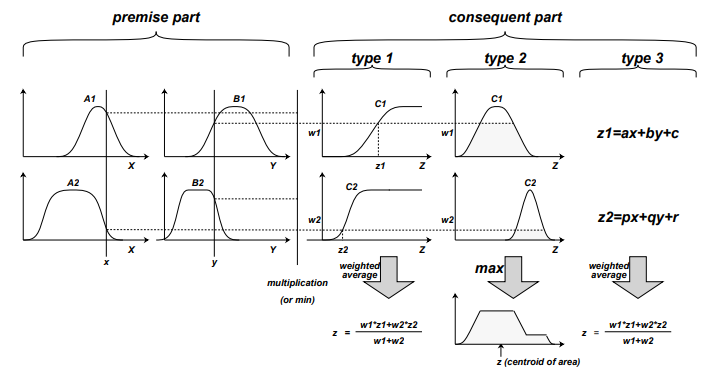 premise part
consequent part
type 1
type 2
type 3
A1
B1
C1
C1
w1
w1
z1=ax+by+c
X
Y
z1
Z
Z
A2
B2
C2
C2
w2
w2
z2=px+qy+r
X
Y
z2
Z
Z
x
y
multiplication
(or min)
weighted
average
max
weighted
average
z = w1*z1+w2*z2
w1+w2
z = w1*z1+w2*z2
w1+w2
z (centroid of area)